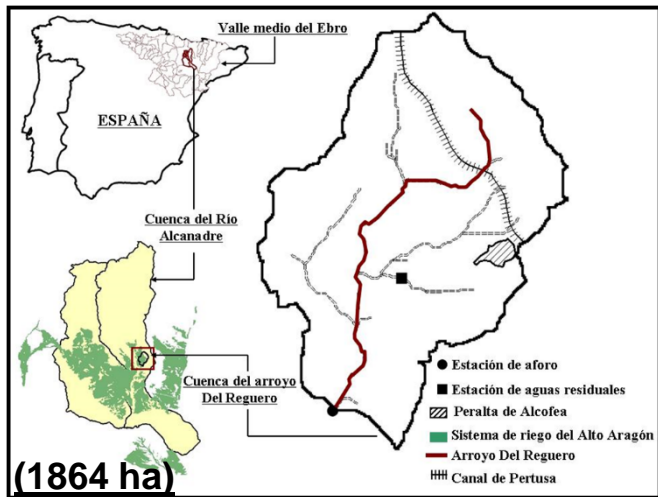 Valle medio del Ebro
ESPAÑA
Cuenca del Río
Alcanadre
Cuenca del arroyo
Del Reguero
(1864 ha)
Estación de aforo
Estación de aguas residuales
Peralta de Alcofea
Sistema de riego del Alto Aragón
Arroyo Del Reguero
Canal de Pertusa